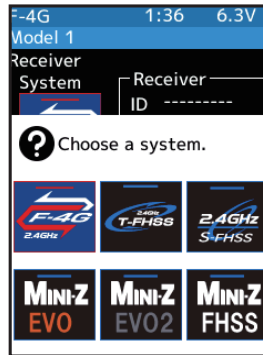 F-4G 1:36 6.3V
Model 1
Receiver
System Receiver
ID ---------
? Choose a system.
F-4G 2.4GHz
2.4GHz T-FHSS
2.4GHz S-FHSS
MINI-Z EVO
MINI-Z EVO2
MINI-Z FHSS